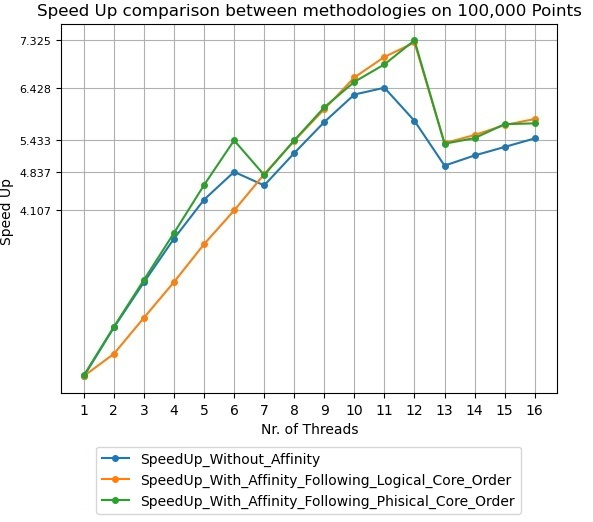 Speed Up comparison between methodologies on 100,000 Points
7.325
6.428
5.433
4.837
4.107
Speed Up
1 2 3 4 5 6 7 8 9 10 11 12 13 14 15 16
Nr. of Threads
SpeedUp_Without_Affinity
SpeedUp_With_Affinity_Following_Logical_Core_Order
SpeedUp_With_Affinity_Following_Phisical_Core_Order